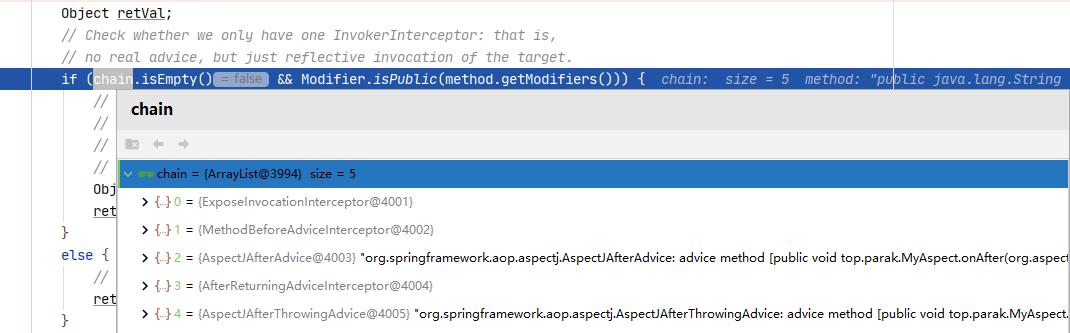 Object retVal;
// Check whether we only have one InvokerInterceptor: that is,
// no real advice, but just reflective invocation of the target.
if (chain.isEmpty() = false && Modifier.isPublic(method.getModifiers())) { chain: size = 5 method: "public java.lang.String
//
chain
//
//
//
chain = {ArrayList@3994} size = 5
Obj
0 = {ExposeInvocationInterceptor@4001}
ret
1 = {MethodBeforeAdviceInterceptor@4002}
}
else {
2 = {AspectJAfterAdvice@4003} "org.springframework.aop.aspectj.AspectJAfterAdvice: advice method [public void top.parak.MyAspect.onAfter(org.aspect
//
3 = {AfterReturningAdviceInterceptor@4004}
ret
4 = {AspectJAfterThrowingAdvice@4005} "org.springframework.aop.aspectj.AspectJAfterThrowingAdvice: advice method [public void top.parak.MyAspect.
}